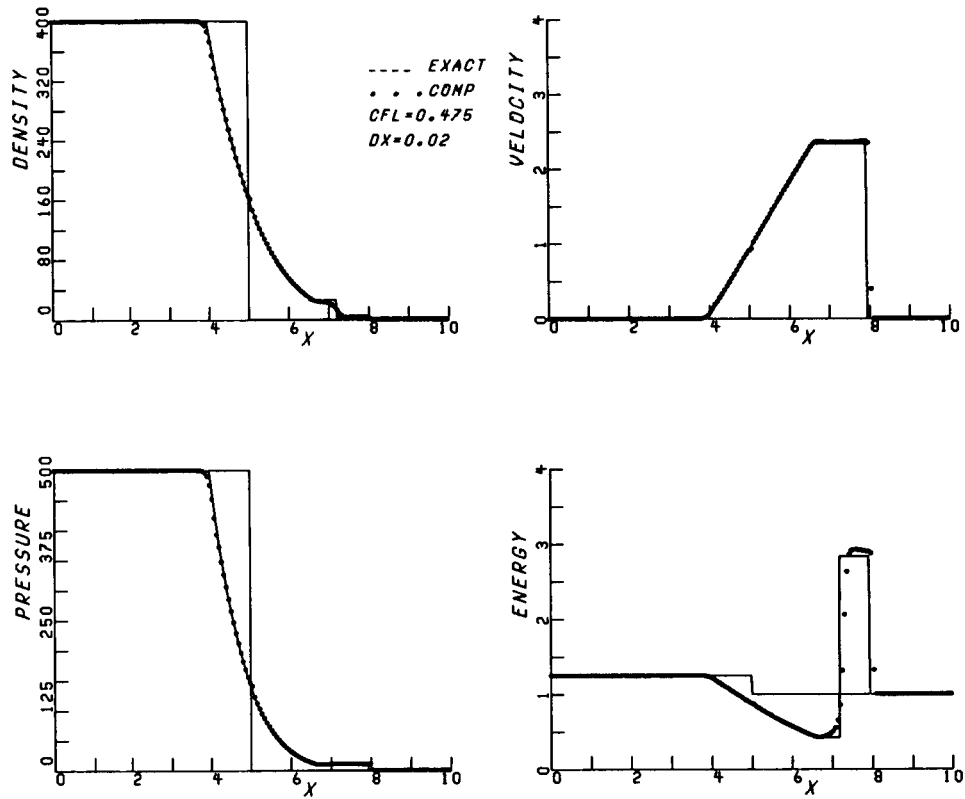 DENSITY
400
320
240
160
80
0
0 2 4 6 8 10
X
---- EXACT
. . . COMP
CFL=0.475
DX=0.02
VELOCITY
4
3
2
1
0
0 2 4 6 8 10
X
PRESSURE
500
375
250
125
0
0 2 4 6 8 10
X
ENERGY
4
3
2
1
0
0 2 4 6 8 10
X